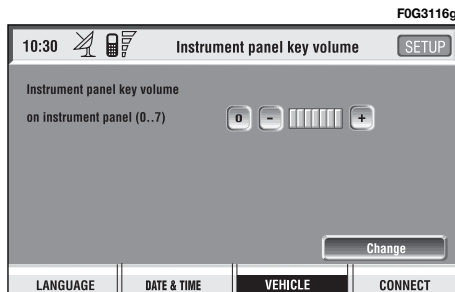 F0G3116g
10:30 Instrument panel key volume SETUP
Instrument panel key volume
on instrument panel (0..7) 0 - +
Change
LANGUAGE DATE & TIME VEHICLE CONNECT